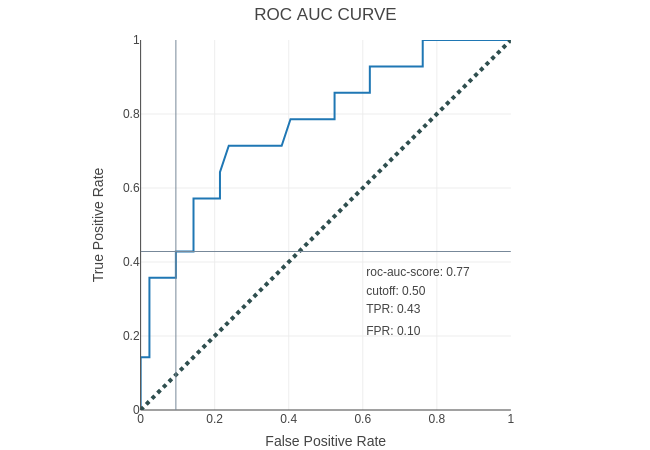 ROC AUC CURVE
True Positive Rate
1
0.8
0.6
0.4
0.2
0
roc-auc-score: 0.77
cutoff: 0.50
TPR: 0.43
FPR: 0.10
0 0.2 0.4 0.6 0.8 1
False Positive Rate